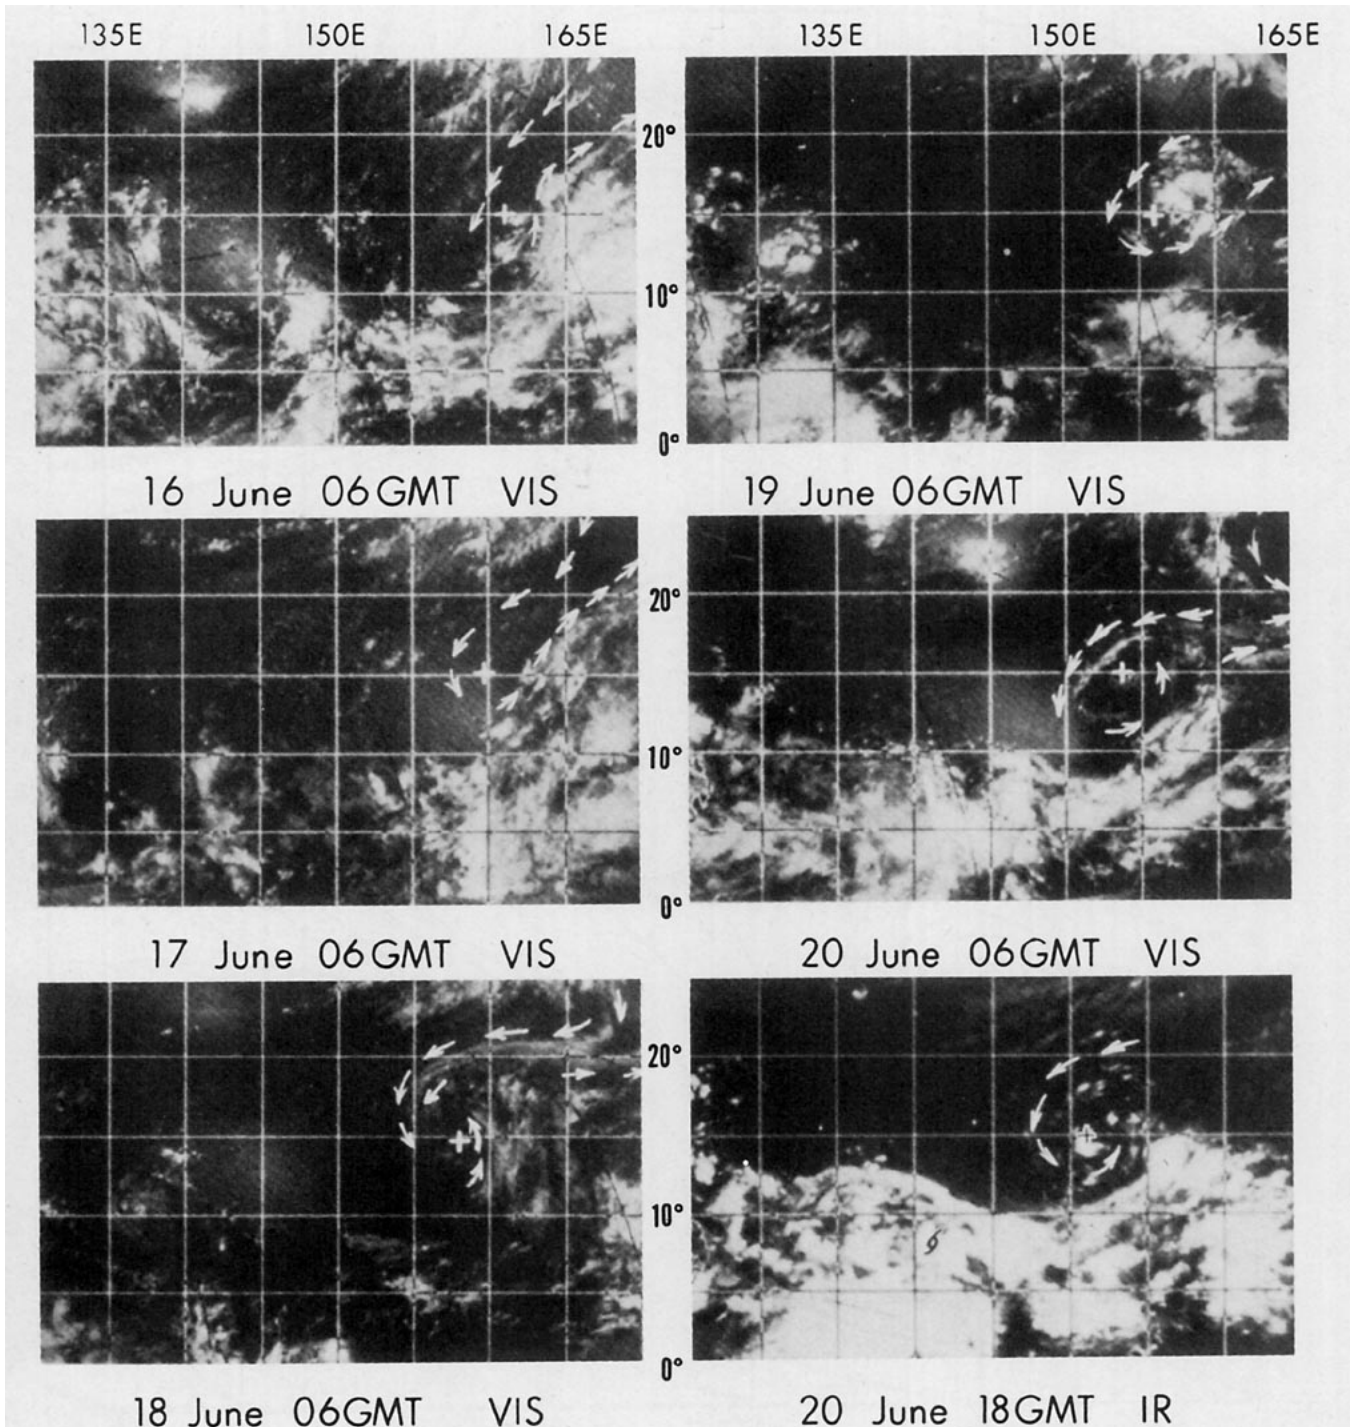 135E 150E 165E 135E 150E 165E
20°
10°
0°
16 June 06GMT VIS 19 June 06GMT VIS
20°
10°
0°
17 June 06GMT VIS 20 June 06GMT VIS
20°
10°
0°
18 June 06GMT VIS 20 June 18GMT IR